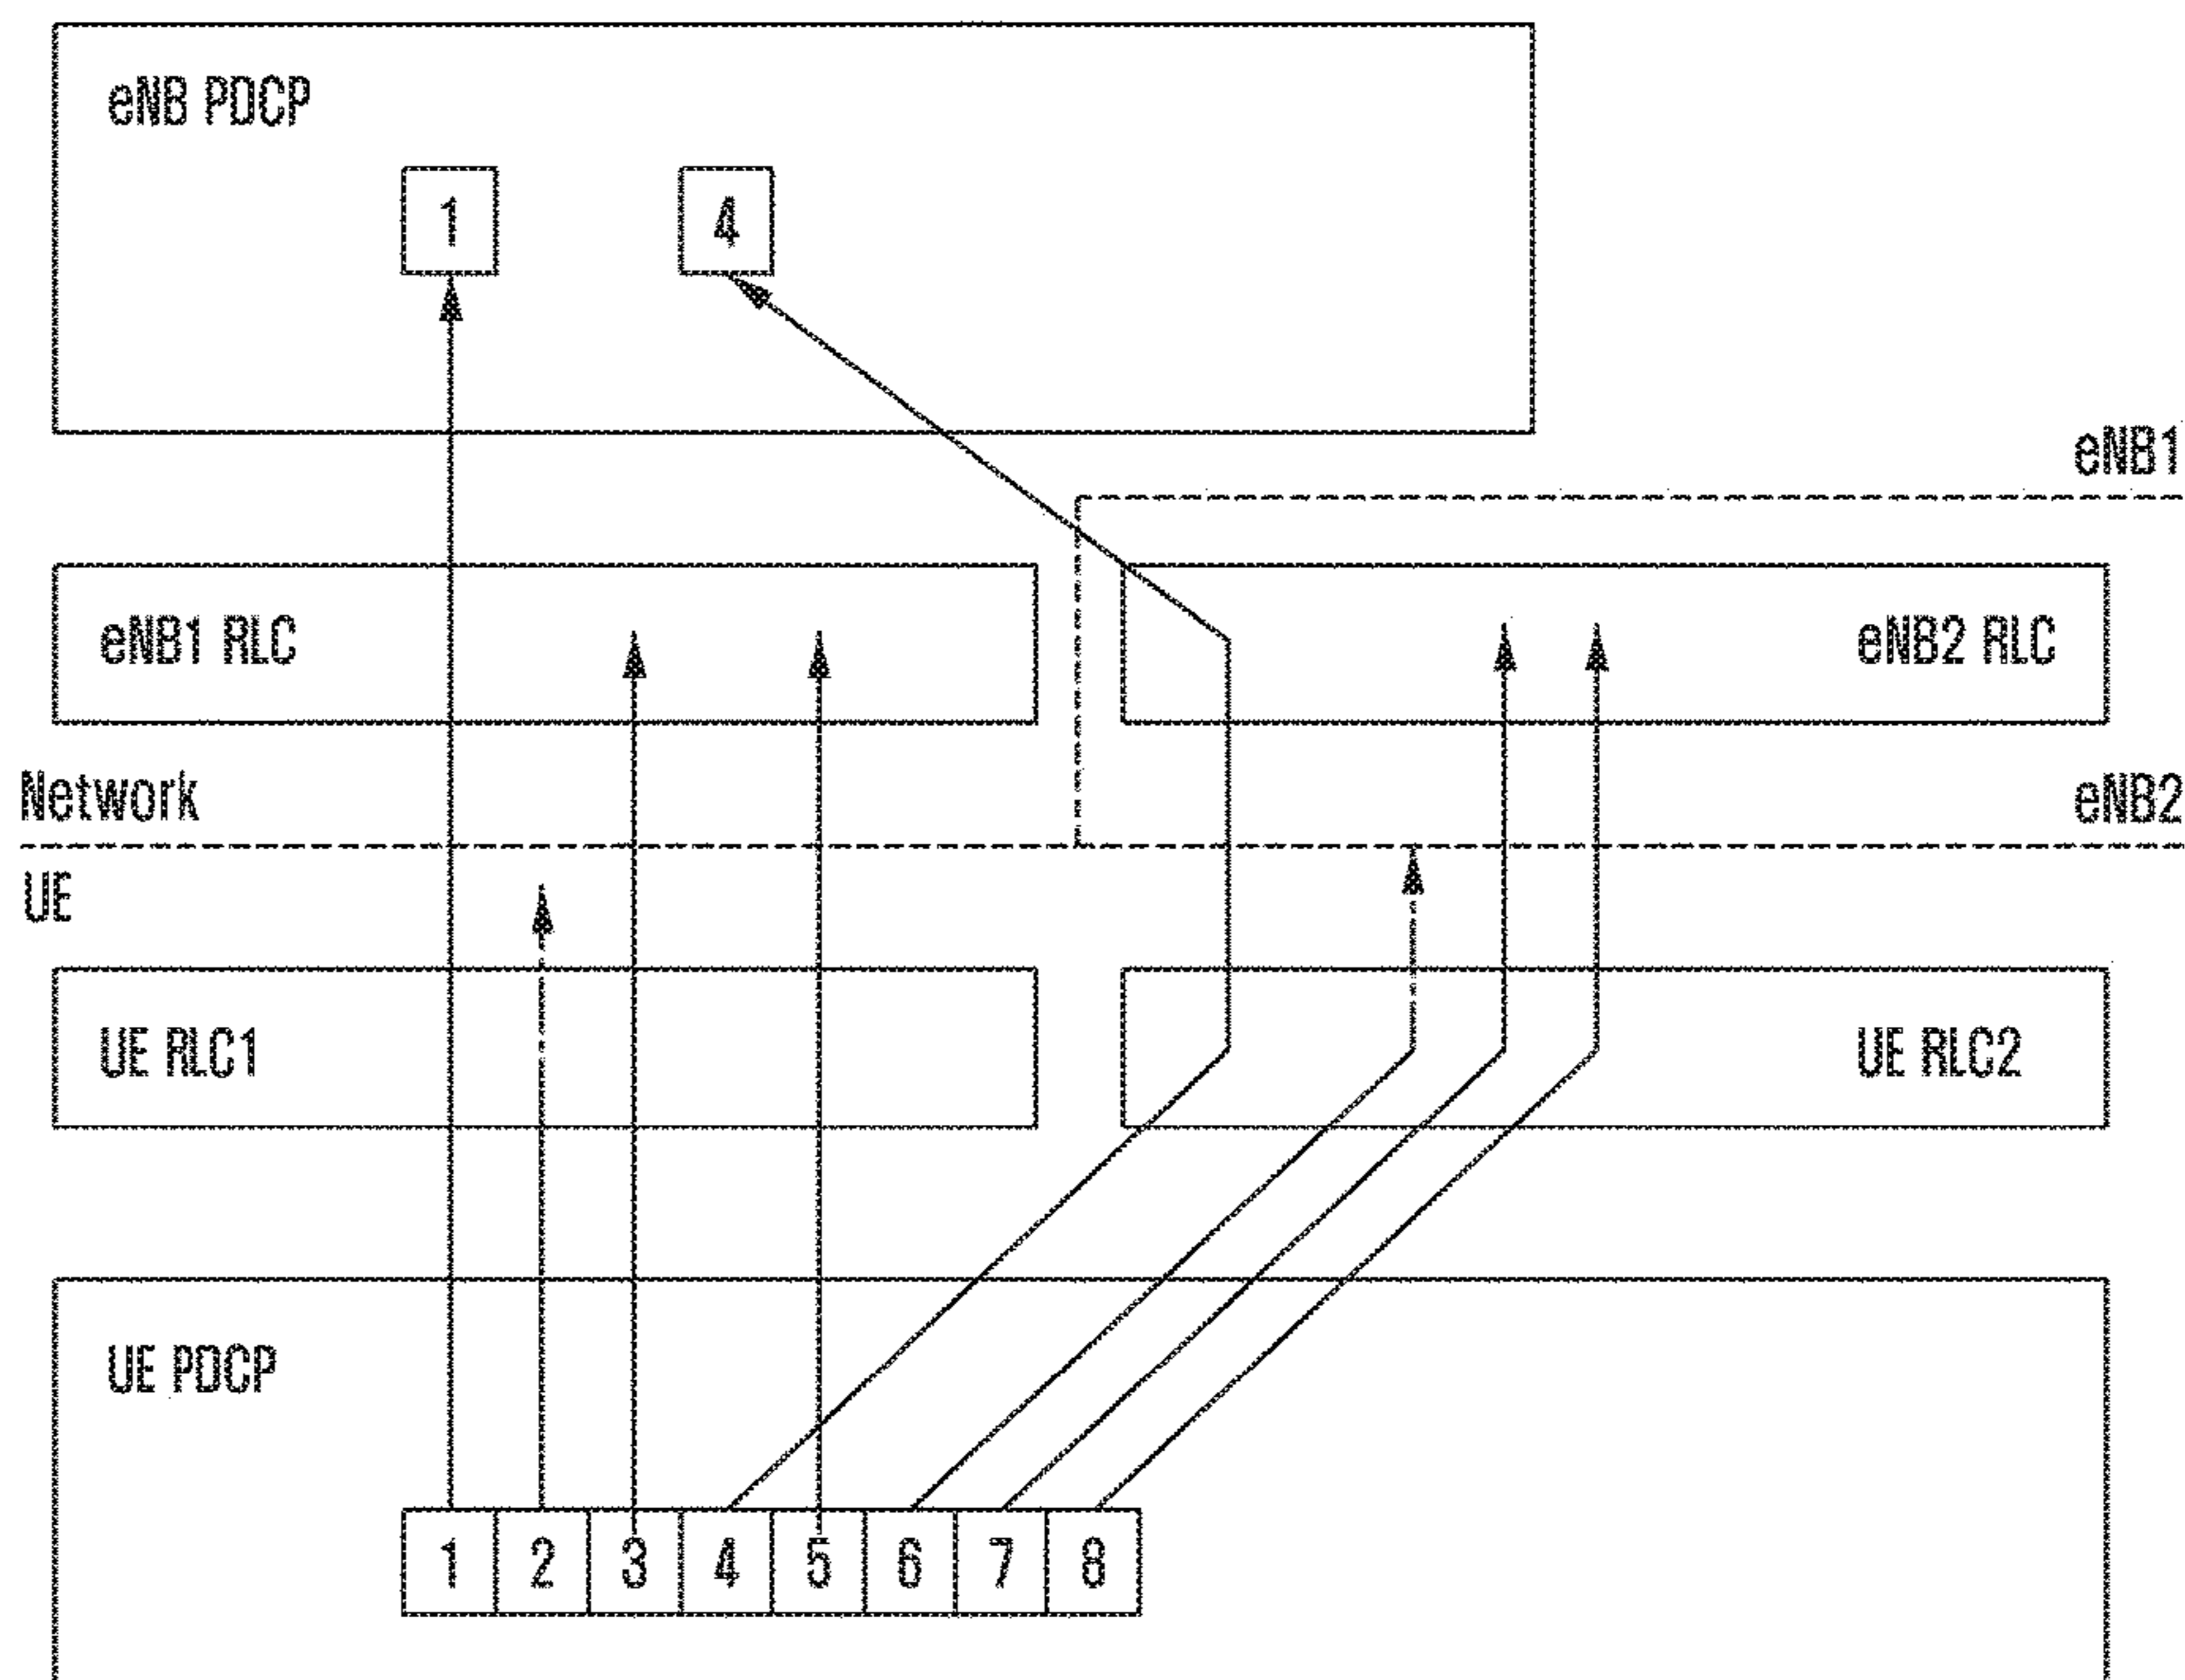 eNB PDCP
1 4
eNB1
eNB1 RLC
eNB2 RLC
Network
eNB2
UE
UE RLC1
UE RLC2
UE PDCP
1 2 3 4 5 6 7 8